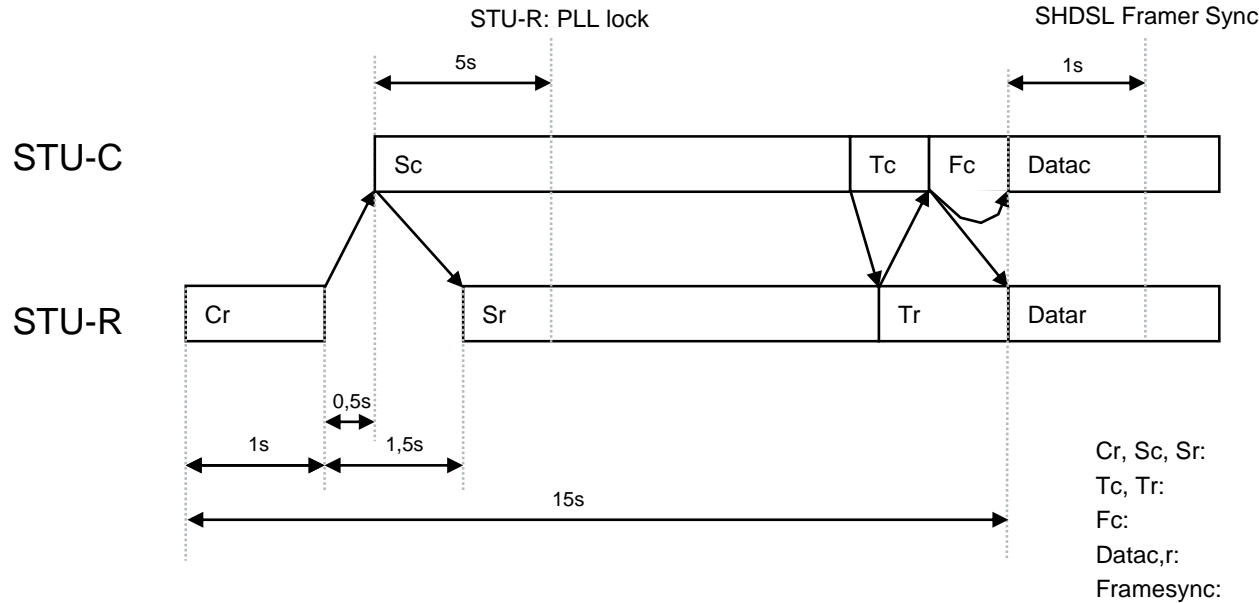 STU-R: PLL lock
SHDSL Framer Sync
5s
1s
STU-C
Sc
Tc
Fc
Datac
STU-R
Cr
Sr
Tr
Datar
0,5s
1s
1,5s
15s
Cr, Sc, Sr:
Tc, Tr:
Fc:
Datac,r:
Framesync: